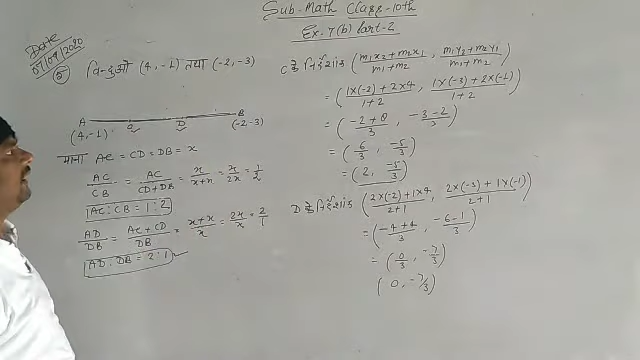 Sub-Math Class-10th
Ex-7(b) Part-2
Date
07/09/2020
बिन्दुओ (4, -1) तथा (-2, -3)
A C D B
(4, -1) (-2, -3)
माना AC = CD = DB = x
AC/CB = AC/(CD+DB) = x/(x+x) = x/2x = 1/2
AC : CB = 1 : 2
AD/DB = (AC+CD)/DB = (x+x)/x = 2x/x = 2/1
AD : DB = 2 : 1
C के निर्देशांक ((m₁x₂+m₂x₁)/(m₁+m₂), (m₁y₂+m₂y₁)/(m₁+m₂))
= ((1×(-2)+2×4)/(1+2), (1×(-3)+2×(-1))/(1+2))
= ((-2+8)/3, (-3-2)/3)
= (6/3, -5/3)
= (2, -5/3)
D के निर्देशांक ((2×(-2)+1×4)/(2+1), (2×(-3)+1×(-1))/(2+1))
= ((-4+4)/3, (-6-1)/3)
= (0/3, -7/3)
(0, -7/3)